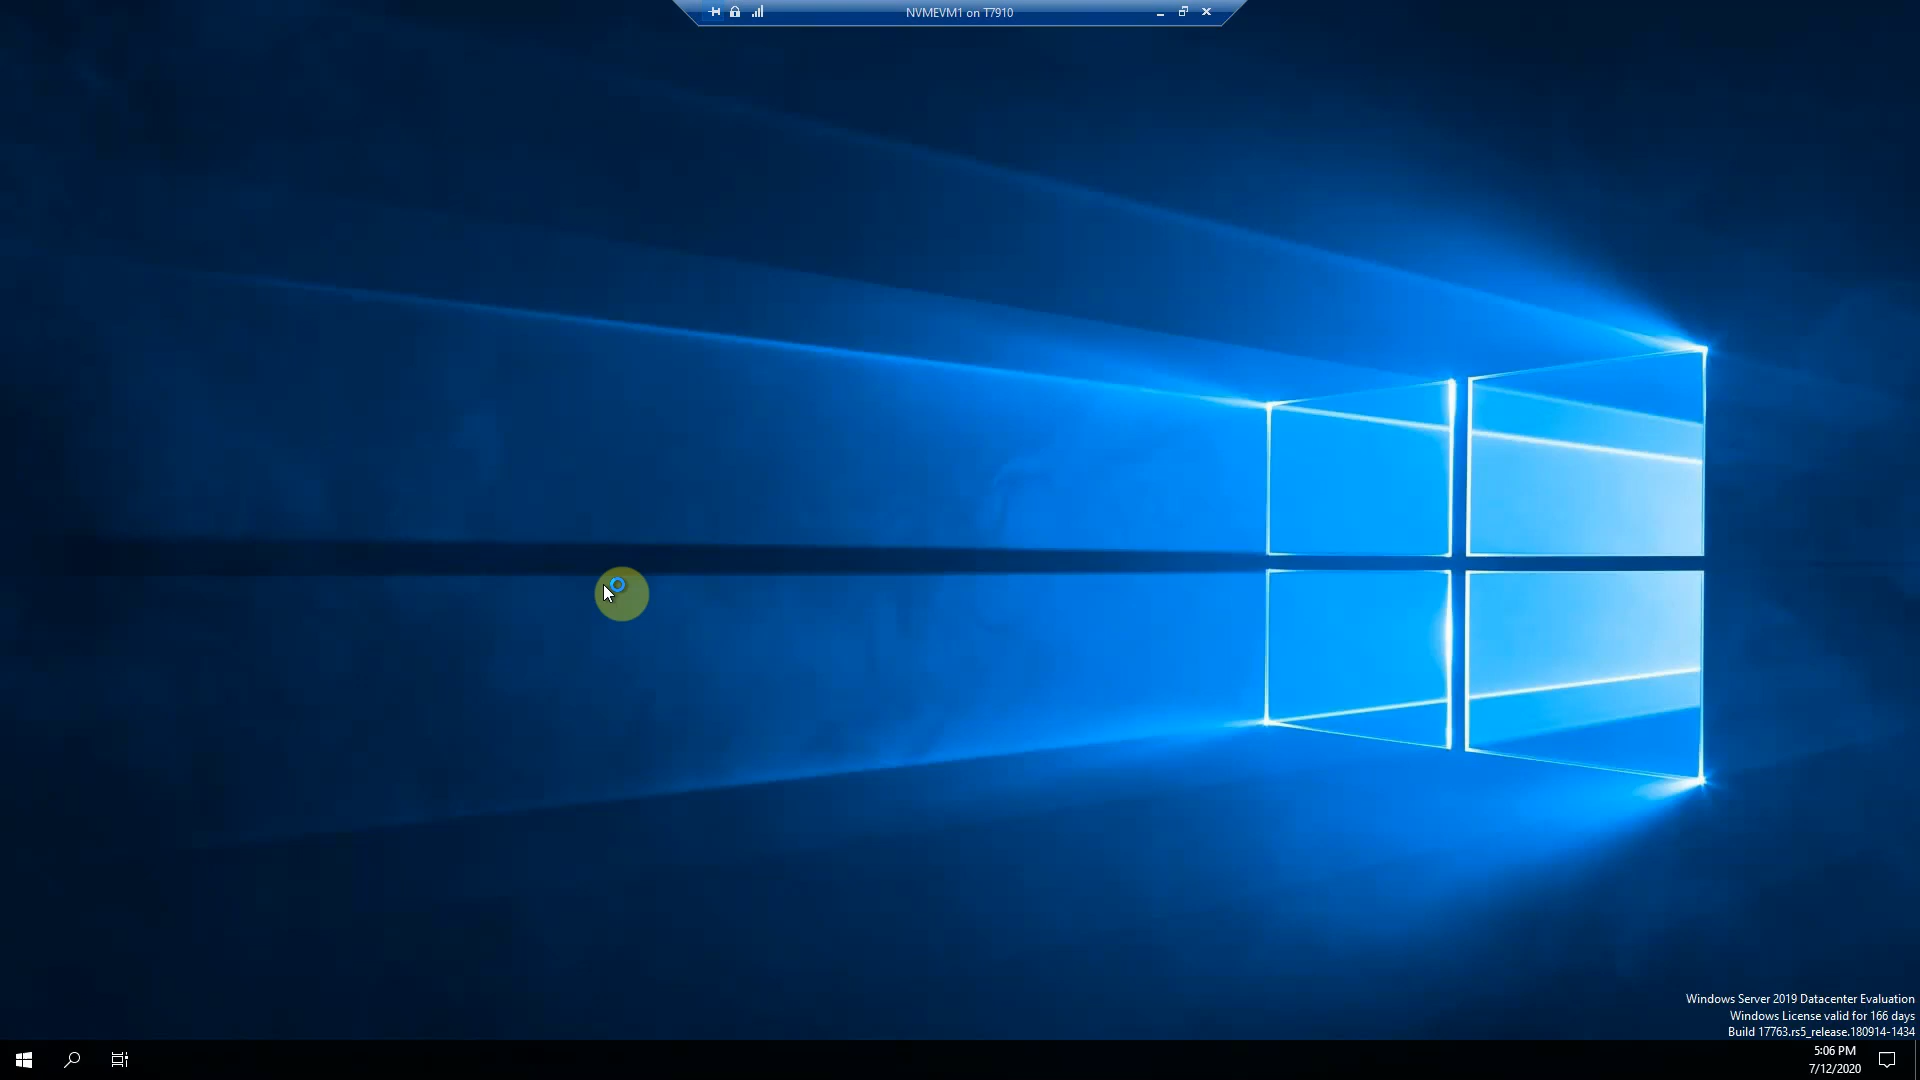 NVMEVM1 on T7910
Windows Server 2019 Datacenter Evaluation
Windows License valid for 166 days
Build 17763.rs5_release.180914-1434
5:06 PM
7/12/2020